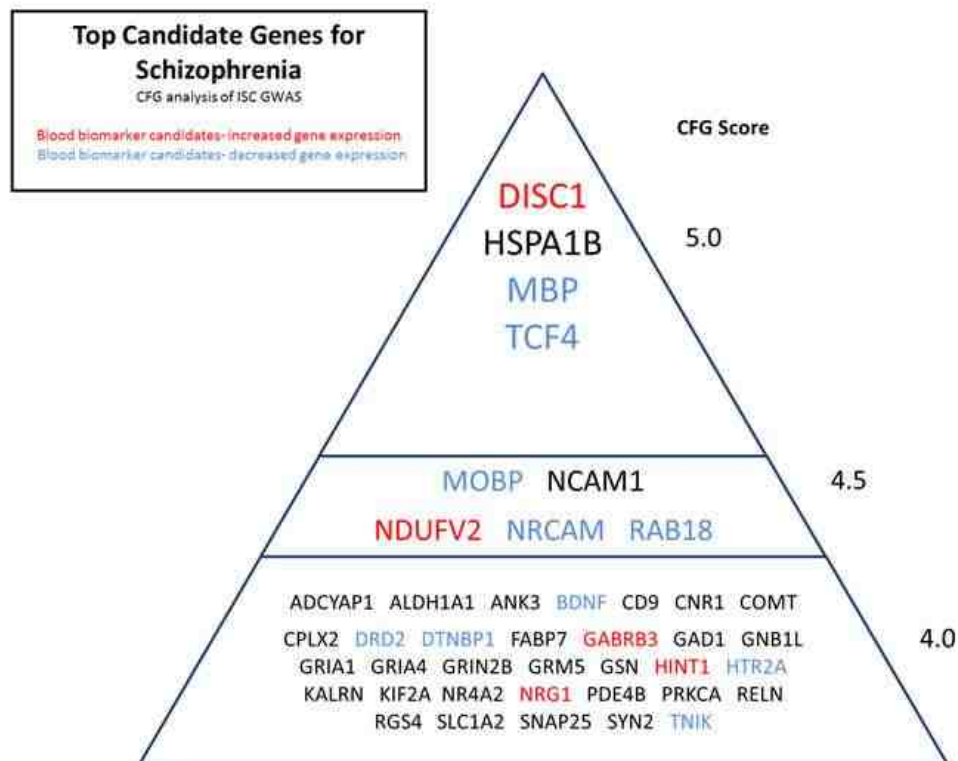 Top Candidate Genes for
Schizophrenia
CFG analysis of ISC GWAS
Blood biomarker candidates- increased gene expression
Blood biomarker candidates- decreased gene expression
CFG Score
DISC1
HSPA1B
5.0
MBP
TCF4
MOBP NCAM1
4.5
NDUFV2 NRCAM RAB18
ADCYAP1 ALDH1A1 ANK3 BDNF CD9 CNR1 COMT
CPLX2 DRD2 DTNBP1 FABP7 GABRB3 GAD1 GNB1L
4.0
GRIA1 GRIA4 GRIN2B GRM5 GSN HINT1 HTR2A
KALRN KIF2A NR4A2 NRG1 PDE4B PRKCA RELN
RGS4 SLC1A2 SNAP25 SYN2 TNIK